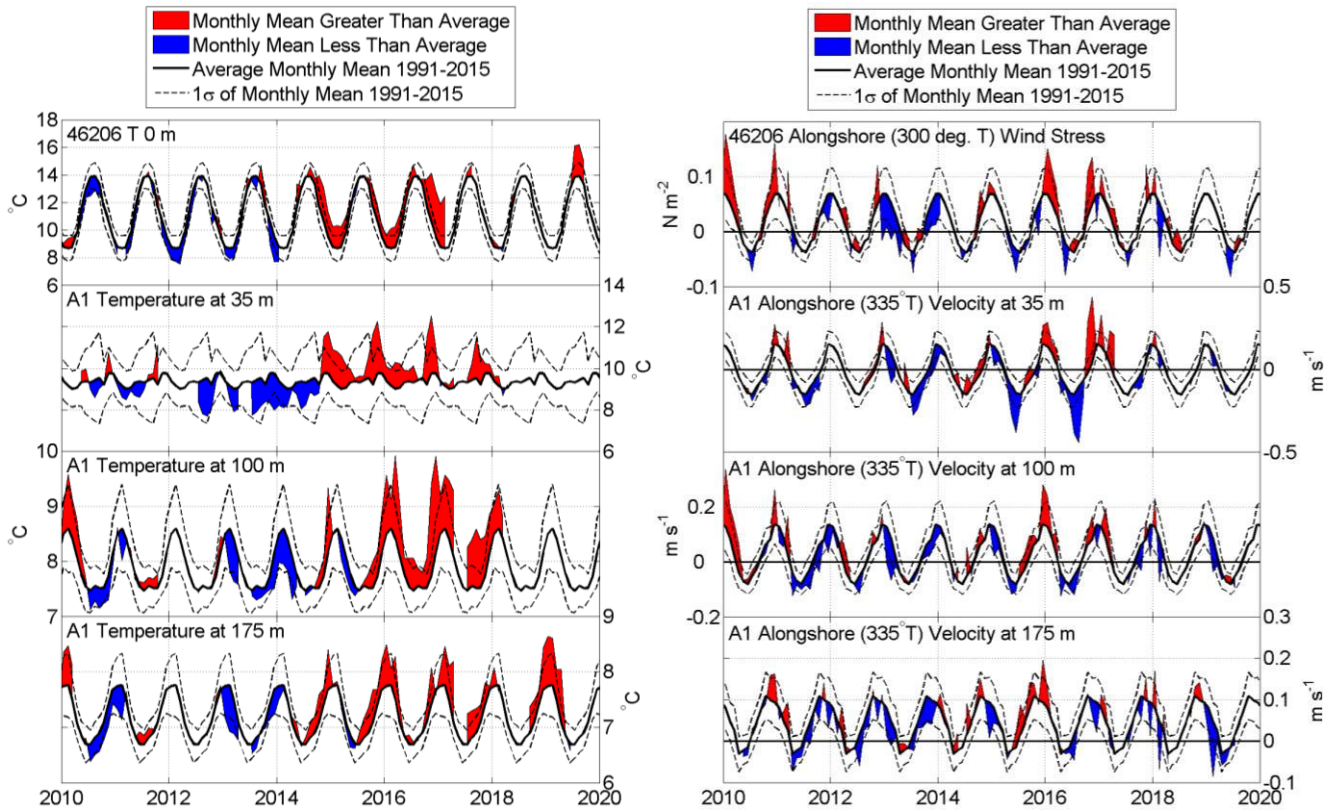 Monthly Mean Greater Than Average
Monthly Mean Less Than Average
Average Monthly Mean 1991-2015
1σ of Monthly Mean 1991-2015
18
46206 T 0 m
16
14
12
10
8
6
°C
A1 Temperature at 35 m
14
12
10
8
6
°C
10
A1 Temperature at 100 m
9
8
7
°C
A1 Temperature at 175 m
9
8
7
6
°C
2010 2012 2014 2016 2018 2020
Monthly Mean Greater Than Average
Monthly Mean Less Than Average
Average Monthly Mean 1991-2015
1σ of Monthly Mean 1991-2015
46206 Alongshore (300 deg. T) Wind Stress
0.1
0
-0.1
N m-2
A1 Alongshore (335°T) Velocity at 35 m
0.5
0
-0.5
m s-1
A1 Alongshore (335°T) Velocity at 100 m
0.2
0
-0.2
m s-1
A1 Alongshore (335°T) Velocity at 175 m
0.3
0.2
0.1
0
-0.1
m s-1
2010 2012 2014 2016 2018 2020